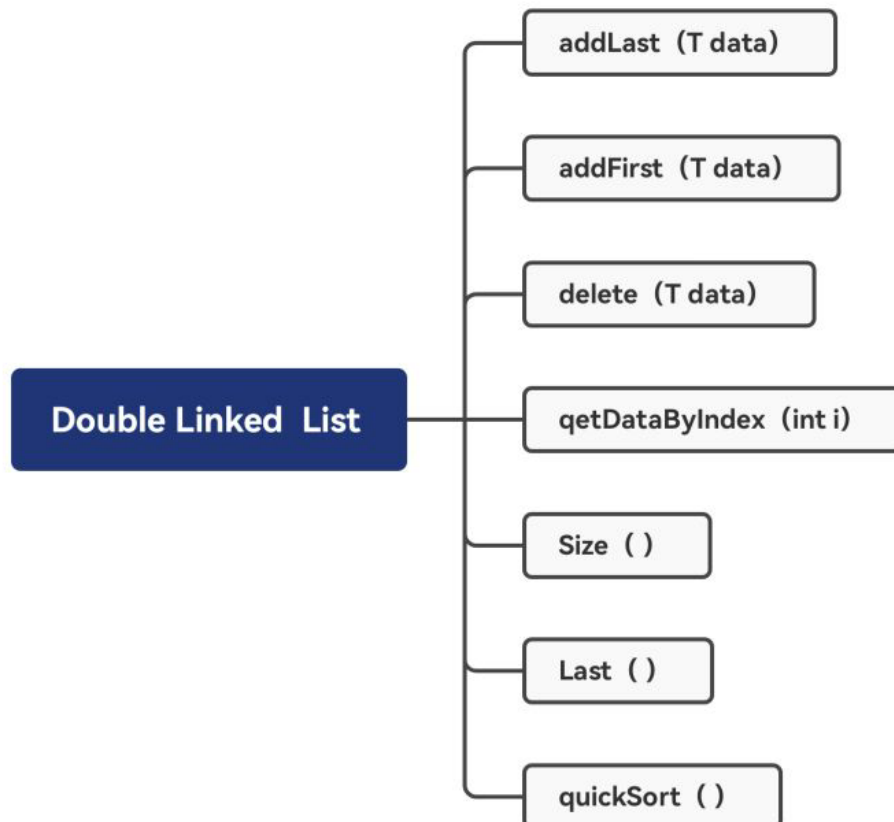 addLast（T data）
addFirst（T data）
delete（T data）
Double Linked  List
qetDataByIndex（int i）
Size（ ）
Last（ ）
quickSort（ ）